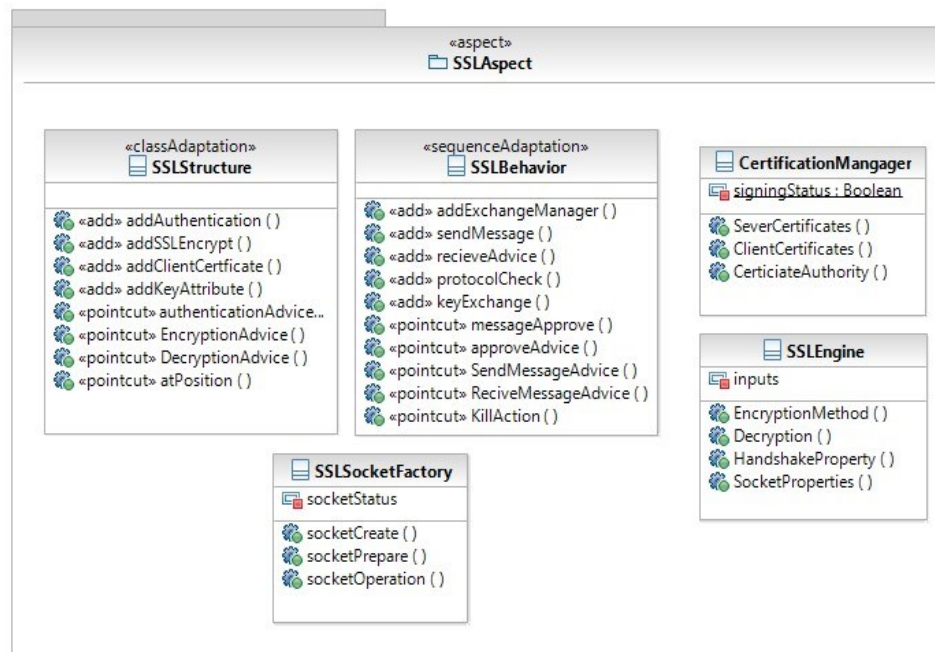 «aspect»
SSLAspect
«classAdaptation»
SSLStructure
«add» addAuthentication ( )
«add» addSSLEncrypt ( )
«add» addClientCertficate ( )
«add» addKeyAttribute ( )
«pointcut» authenticationAdvice...
«pointcut» EncryptionAdvice ( )
«pointcut» DecryptionAdvice ( )
«pointcut» atPosition ( )
«sequenceAdaptation»
SSLBehavior
«add» addExchangeManager ( )
«add» sendMessage ( )
«add» recieveAdvice ( )
«add» protocolCheck ( )
«add» keyExchange ( )
«pointcut» messageApprove ( )
«pointcut» approveAdvice ( )
«pointcut» SendMessageAdvice ( )
«pointcut» ReciveMessageAdvice ( )
«pointcut» KillAction ( )
CertificationMangager
signingStatus : Boolean
SeverCertificates ( )
ClientCertificates ( )
CerticiateAuthority ( )
SSLEngine
inputs
EncryptionMethod ( )
Decryption ( )
HandshakeProperty ( )
SocketProperties ( )
SSLSocketFactory
socketStatus
socketCreate ( )
socketPrepare ( )
socketOperation ( )